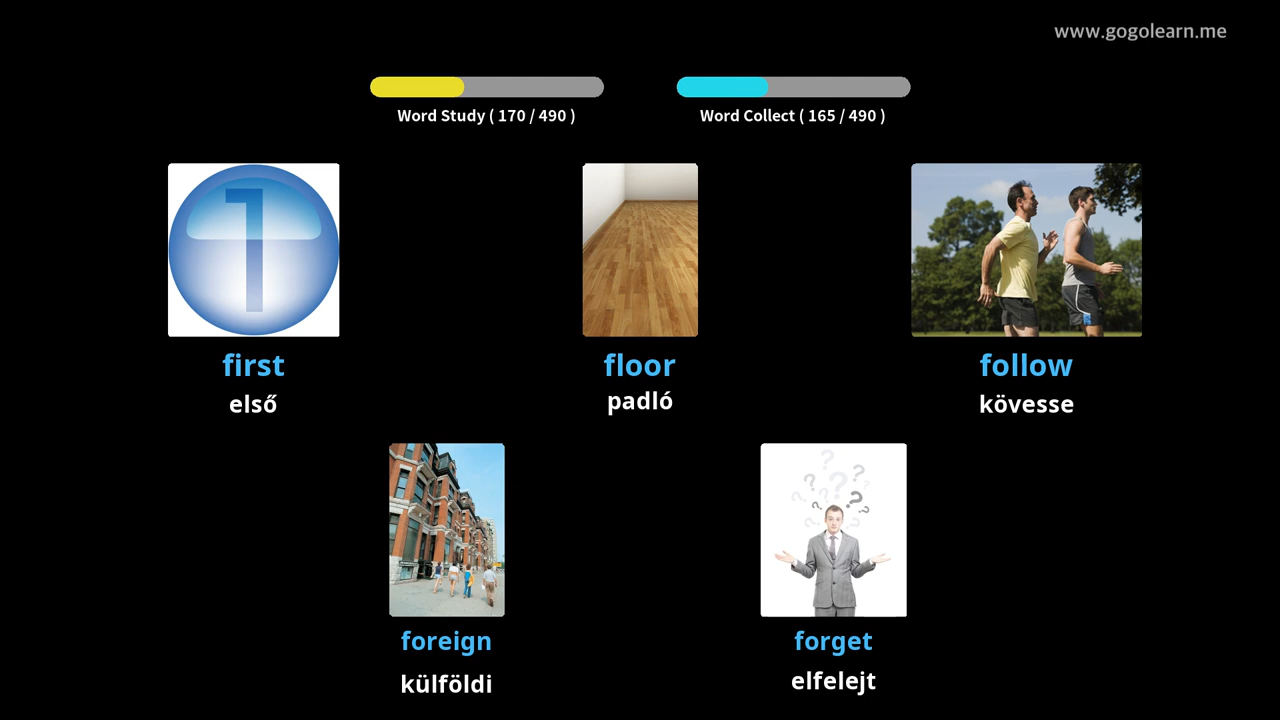 www.gogolearn.me
Word Study ( 170 / 490 )
Word Collect ( 165 / 490 )
1
first
első
floor
padló
follow
kövesse
? ? ? ? ? ? ? ? ? ? ? ?
foreign
külföldi
forget
elfelejt